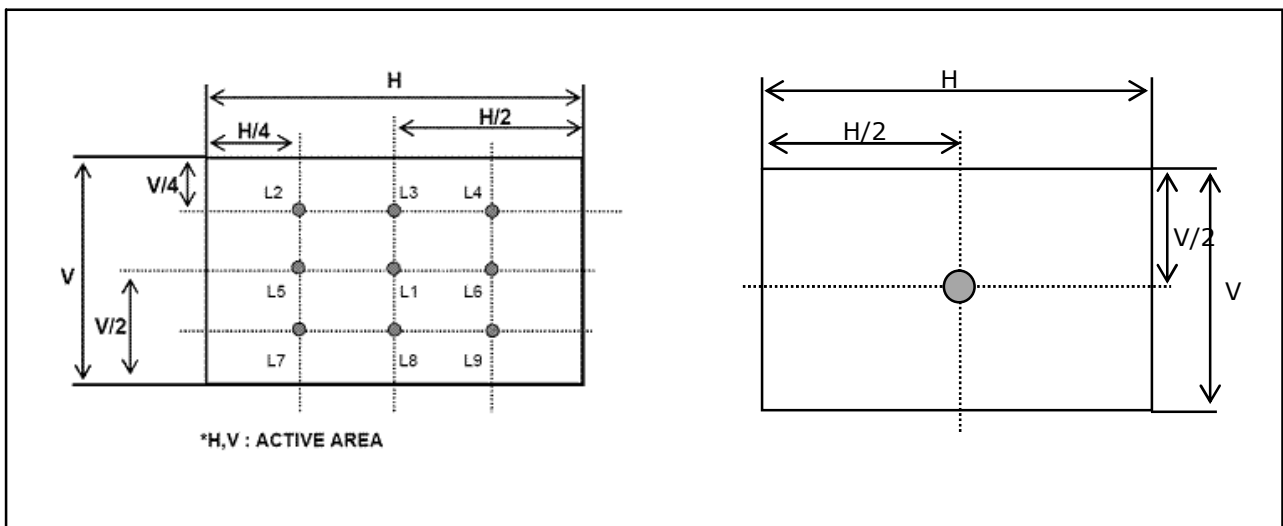 H
H/2
H/4
V/4
L2 L3 L4
V
L5 L1 L6
V/2
L7 L8 L9
*H,V : ACTIVE AREA
H
H/2
V/2
V